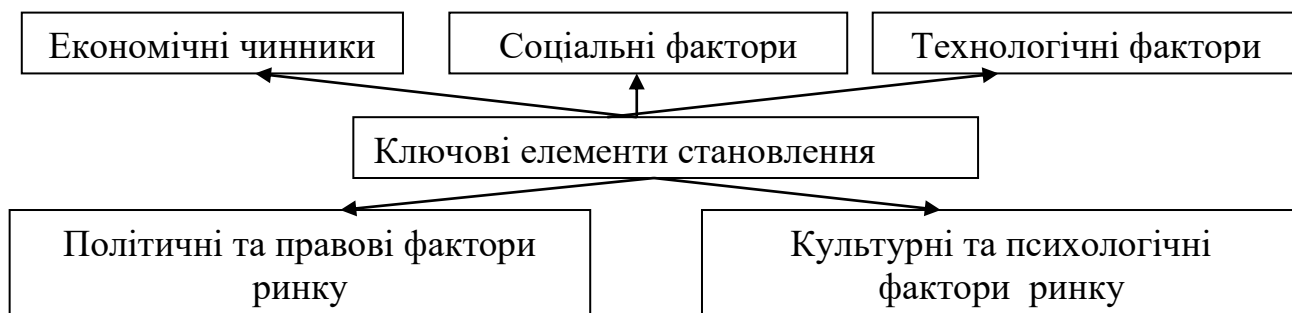 Економічні чинники
Соціальні фактори
Технологічні фактори
Ключові елементи становлення
Політичні та правові фактори
ринку
Культурні та психологічні
фактори ринку